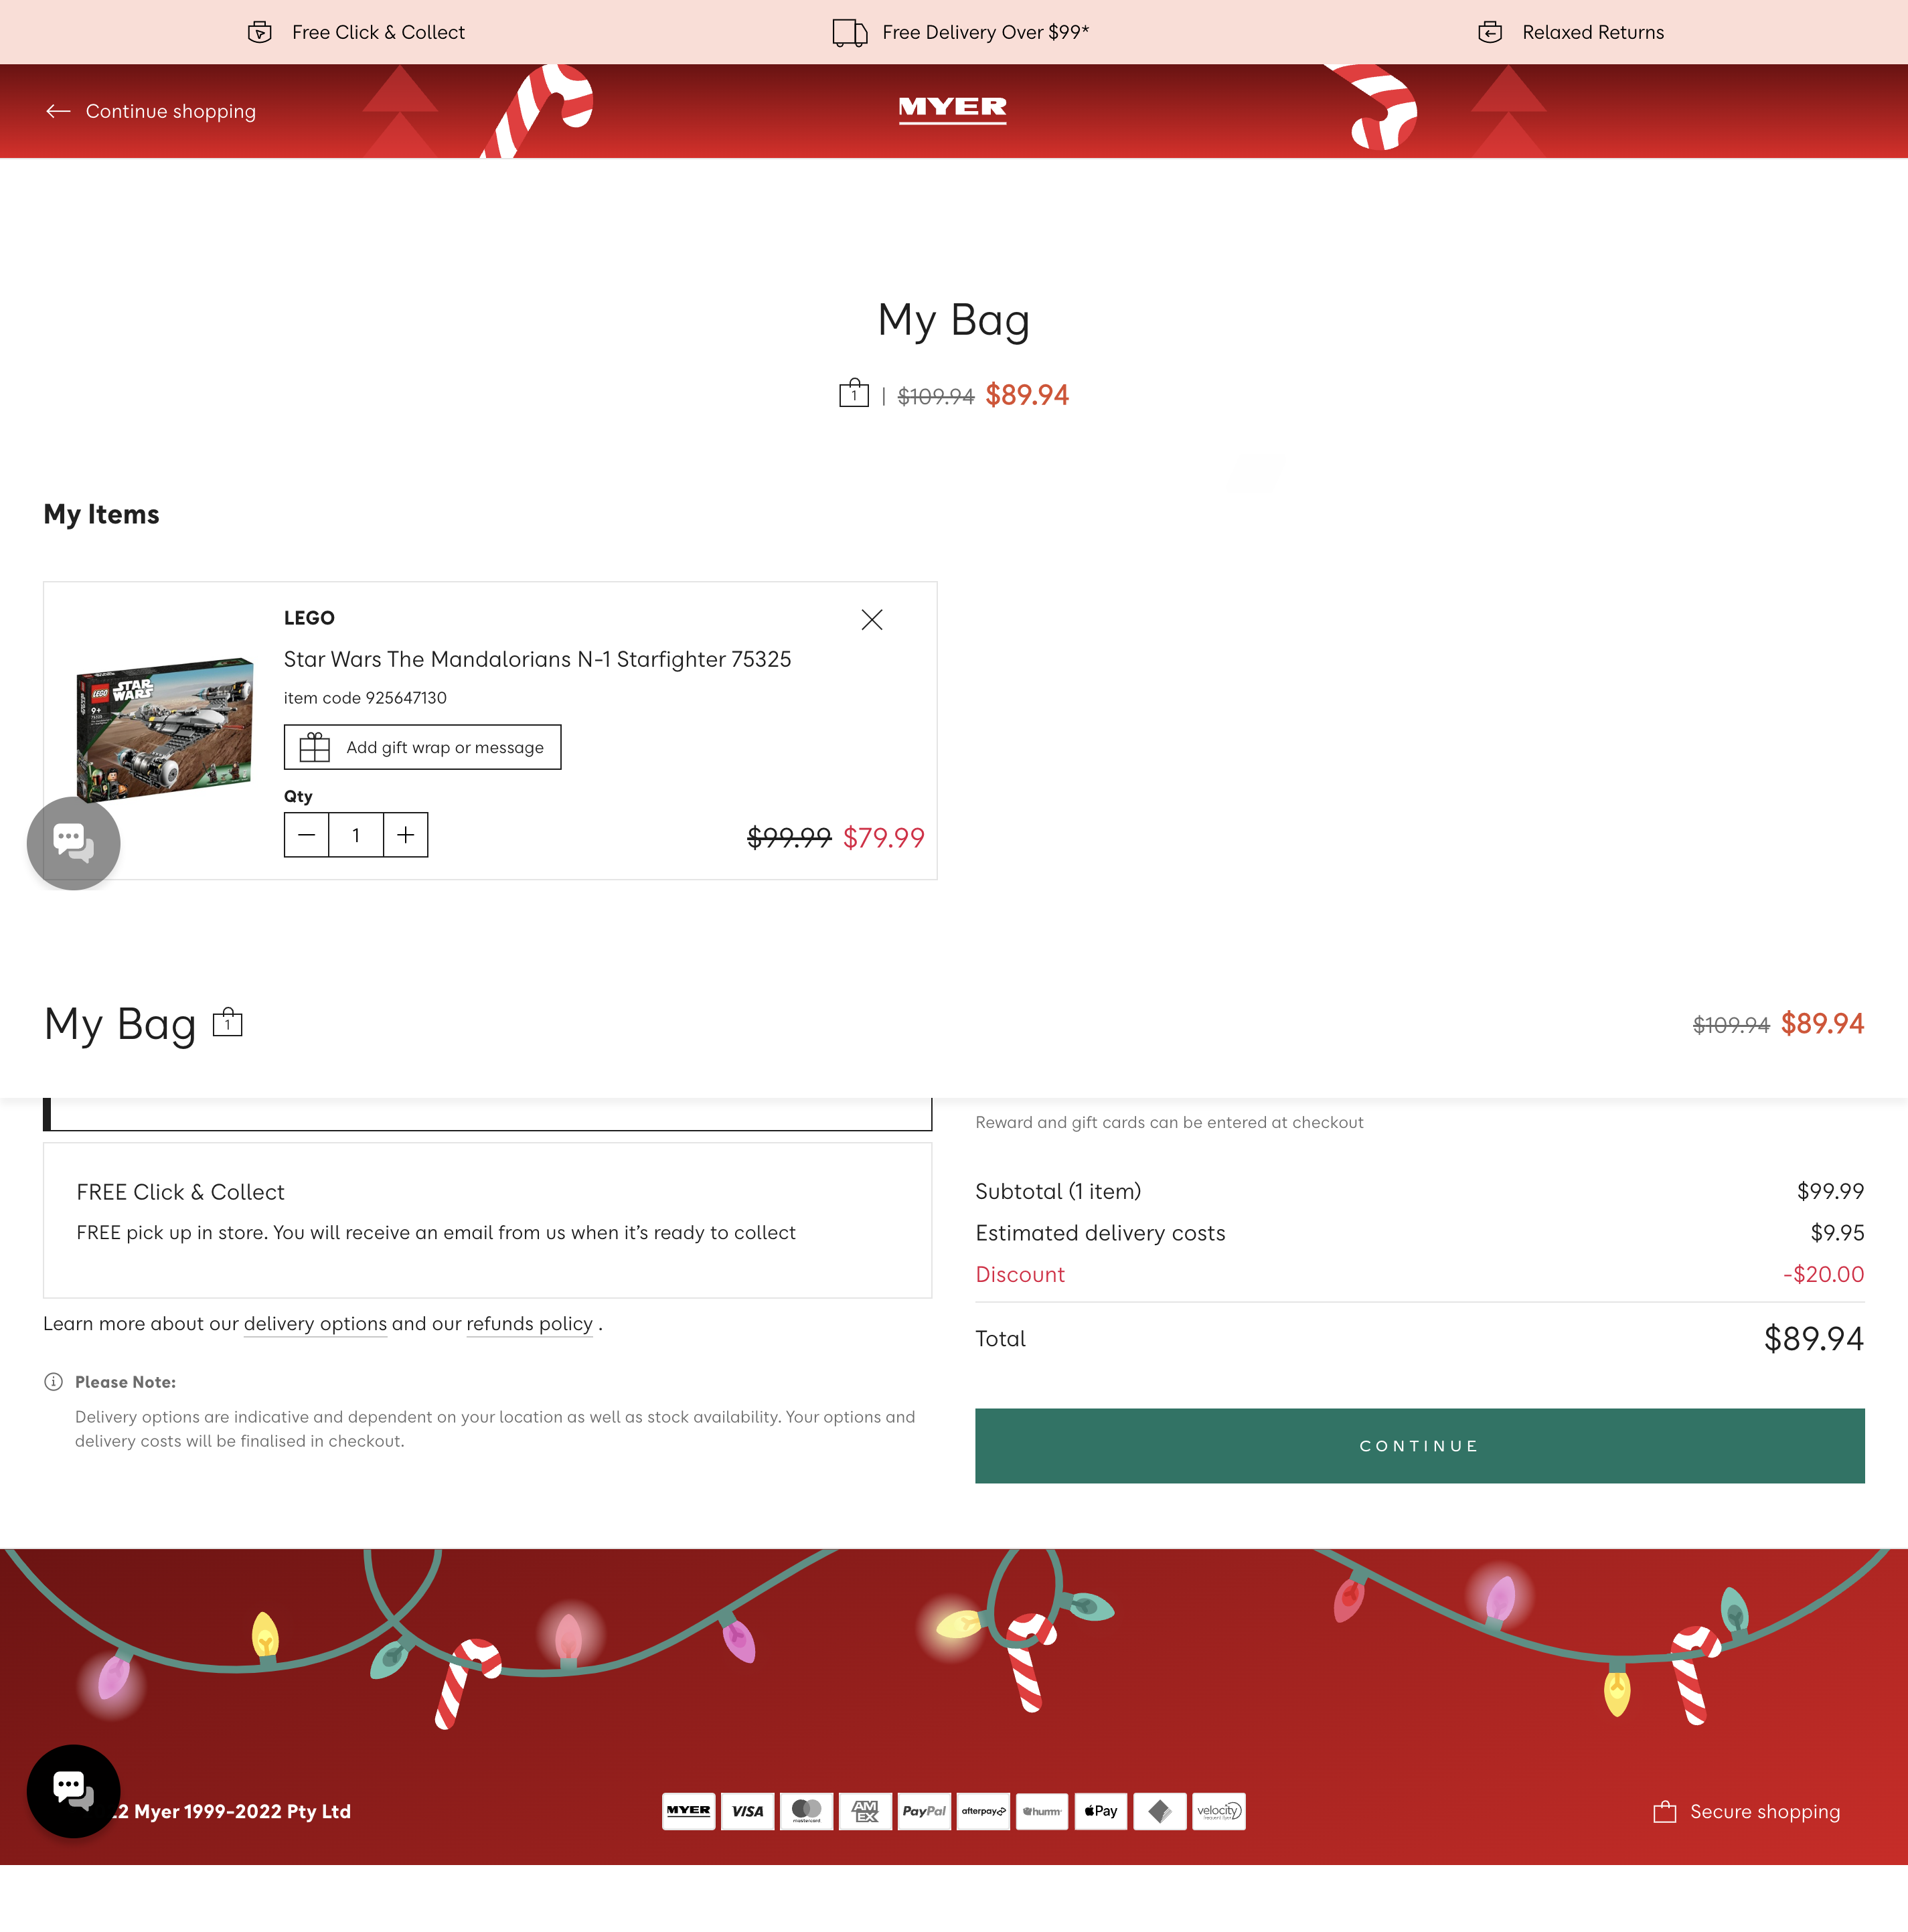 Free Click & Collect
Free Delivery Over $99*
Relaxed Returns
Continue shopping
MYER
My Bag
1 | $109.94 $89.94
My Items
LEGO
Star Wars The Mandalorians N-1 Starfighter 75325
item code 925647130
Add gift wrap or message
Qty
1
$99.99 $79.99
LEGO STAR WARS
9+
75325
My Bag 1
$109.94 $89.94
Reward and gift cards can be entered at checkout
FREE Click & Collect
FREE pick up in store. You will receive an email from us when it’s ready to collect
Subtotal (1 item) $99.99
Estimated delivery costs $9.95
Discount -$20.00
Total $89.94
Learn more about our delivery options and our refunds policy .
Please Note:
Delivery options are indicative and dependent on your location as well as stock availability. Your options and
delivery costs will be finalised in checkout.
CONTINUE
2 Myer 1999-2022 Pty Ltd
MYER VISA mastercard AMEX PayPal afterpay humm Pay velocity
Secure shopping